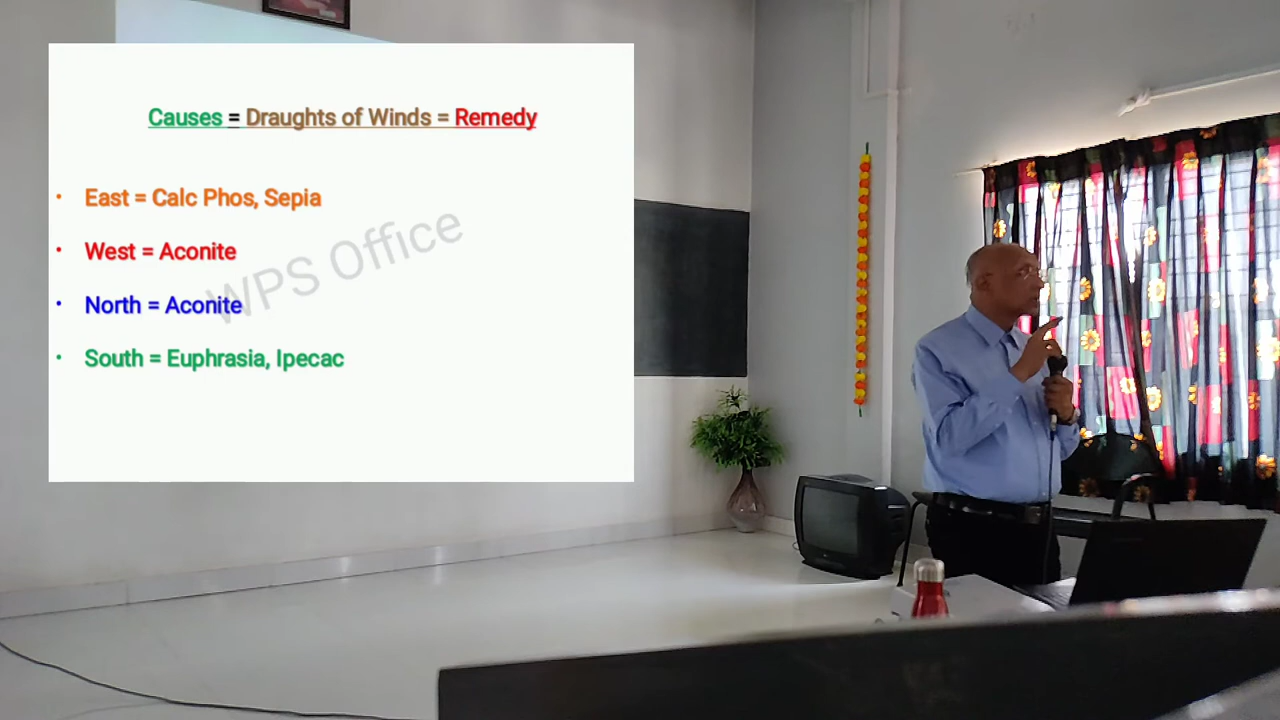 Causes = Draughts of Winds = Remedy
• East = Calc Phos, Sepia
• West = Aconite
• North = Aconite
• South = Euphrasia, Ipecac
WPS Office